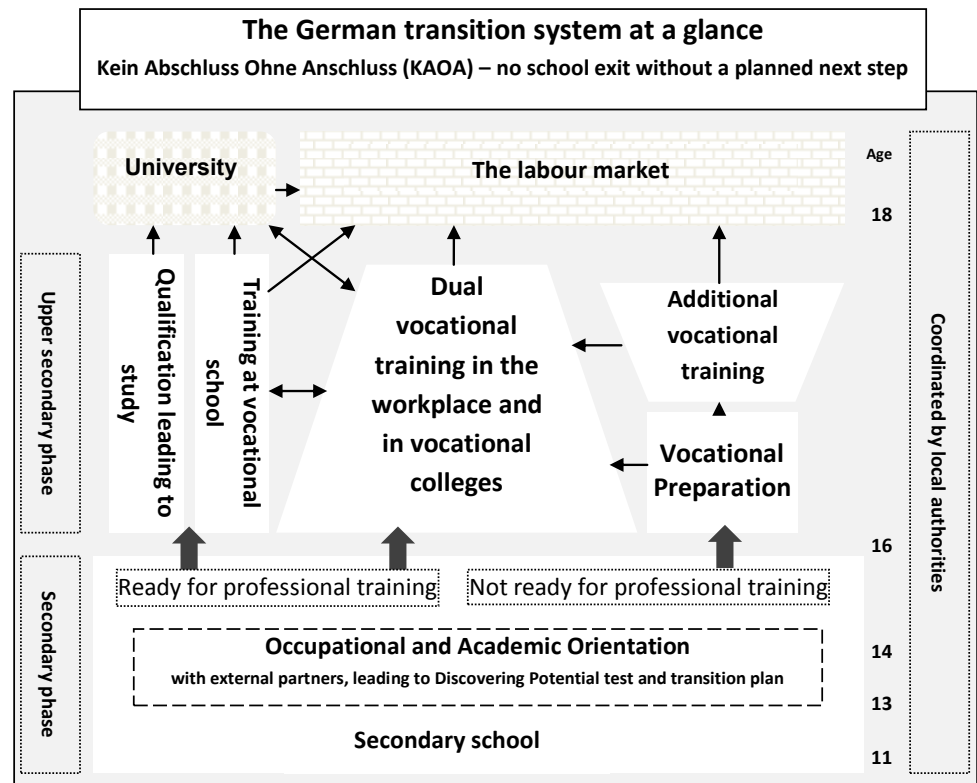 The German transition system at a glance
Kein Abschluss Ohne Anschluss (KAOA) – no school exit without a planned next step
University
The labour market
Age
18
Upper secondary phase
Qualification leading to
study
Training at vocational
school
Dual
vocational
training in the
workplace and
in vocational
colleges
Additional
vocational
training
Vocational
Preparation
Coordinated by local authorities
16
Secondary phase
Ready for professional training
Not ready for professional training
Occupational and Academic Orientation
with external partners, leading to Discovering Potential test and transition plan
14
13
Secondary school
11